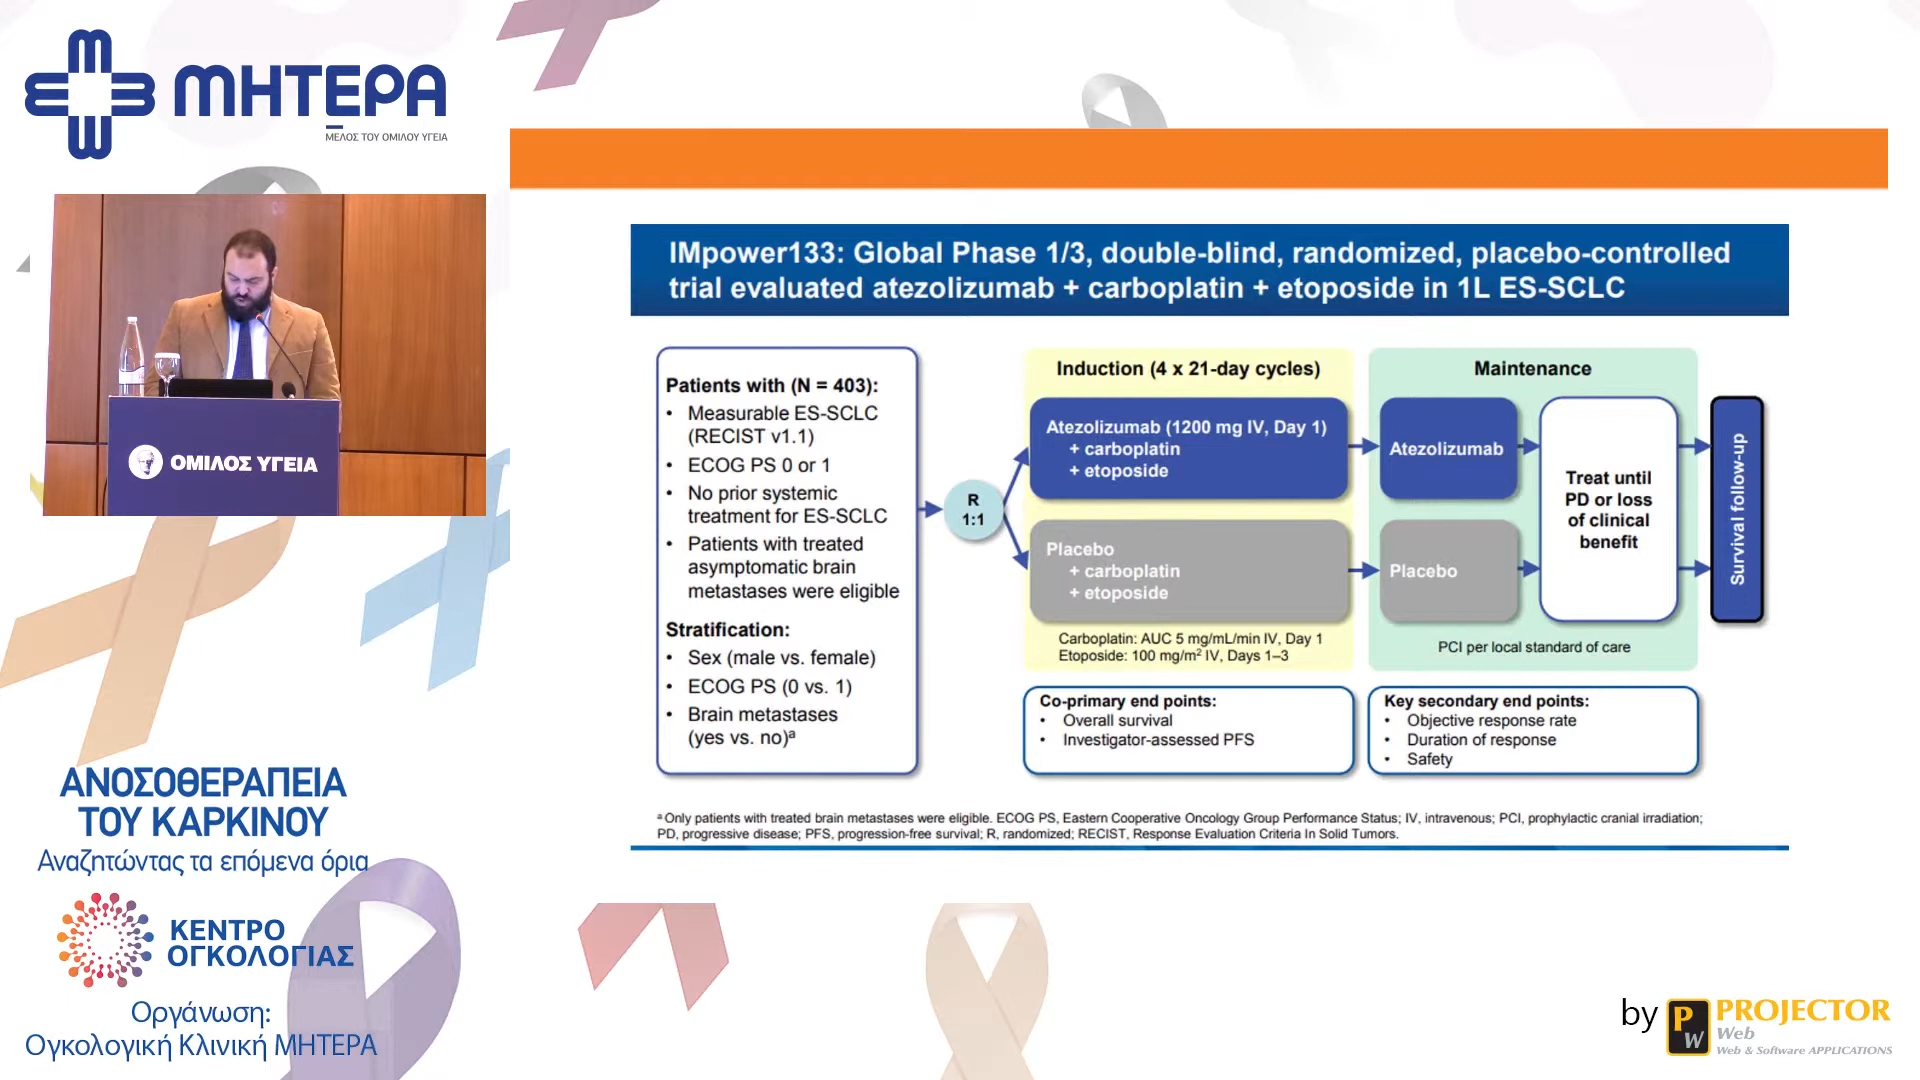 ΜΗΤΕΡΑ
ΜΕΛΟΣ ΤΟΥ ΟΜΙΛΟΥ ΥΓΕΙΑ
ΟΜΙΛΟΣ ΥΓΕΙΑ
ΑΝΟΣΟΘΕΡΑΠΕΙΑ
ΤΟΥ ΚΑΡΚΙΝΟΥ
Αναζητώντας τα επόμενα όρια
ΚΕΝΤΡΟ
ΟΓΚΟΛΟΓΙΑΣ
Οργάνωση:
Ογκολογική Κλινική ΜΗΤΕΡΑ
IMpower133: Global Phase 1/3, double-blind, randomized, placebo-controlled
trial evaluated atezolizumab + carboplatin + etoposide in 1L ES-SCLC
Patients with (N = 403):
• Measurable ES-SCLC
(RECIST v1.1)
• ECOG PS 0 or 1
• No prior systemic
treatment for ES-SCLC
• Patients with treated
asymptomatic brain
metastases were eligible
Stratification:
• Sex (male vs. female)
• ECOG PS (0 vs. 1)
• Brain metastases
(yes vs. no)ª
R
1:1
Induction (4 x 21-day cycles)
Atezolizumab (1200 mg IV, Day 1)
+ carboplatin
+ etoposide
Placebo
+ carboplatin
+ etoposide
Carboplatin: AUC 5 mg/mL/min IV, Day 1
Etoposide: 100 mg/m² IV, Days 1–3
Maintenance
Atezolizumab
Placebo
Treat until
PD or loss
of clinical
benefit
PCI per local standard of care
Survival follow-up
Co-primary end points:
• Overall survival
• Investigator-assessed PFS
Key secondary end points:
• Objective response rate
• Duration of response
• Safety
ª Only patients with treated brain metastases were eligible. ECOG PS, Eastern Cooperative Oncology Group Performance Status; IV, intravenous; PCI, prophylactic cranial irradiation;
PD, progressive disease; PFS, progression-free survival; R, randomized; RECIST, Response Evaluation Criteria In Solid Tumors.
by PW PROJECTOR
Web
Web & Software APPLICATIONS